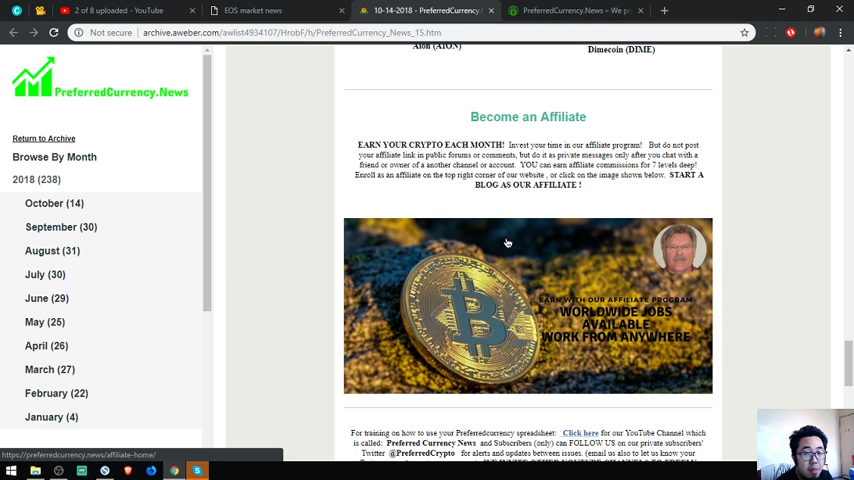 2 of 8 uploaded - YouTube
EOS market news
10-14-2018 - PreferredCurrency.
PreferredCurrency.News – We pr
Not secure
archive.aweber.com/awlist4934107/HrobF/h/PreferredCurrency_News_15.htm
PreferredCurrency.News
Return to Archive
Browse By Month
2018 (238)
October (14)
September (30)
August (31)
July (30)
June (29)
May (25)
April (26)
March (27)
February (22)
January (4)
https://preferredcurrency.news/affiliate-home/
Aion (AION)
Dimecoin (DIME)
Become an Affiliate
EARN YOUR CRYPTO EACH MONTH! Invest your time in our affiliate program! But do not post
your affiliate link in public forums or comments, but do it as private messages only after you chat with a
friend or owner of a another channel or account. YOU can earn affiliate commissions for 7 levels deep!
Enroll as an affiliate on the top right corner of our website , or click on the image shown below. START A
BLOG AS OUR AFFILIATE !
EARN WITH OUR AFFILIATE PROGRAM
WORLDWIDE JOBS
AVAILABLE
WORK FROM ANYWHERE
For training on how to use your Preferredcurrency spreadsheet: Click here for our YouTube Channel which
is called: Preferred Currency News and Subscribers (only) can FOLLOW US on our private subscribers'
Twitter @PreferredCrypto for alerts and updates between issues. (email us also to let us know your